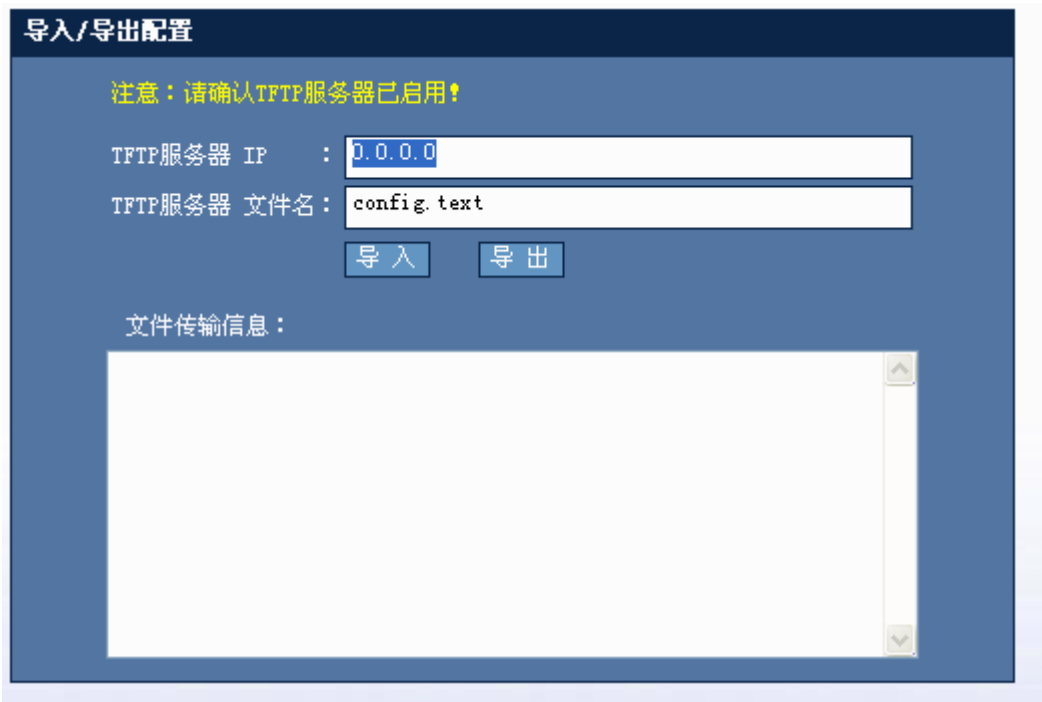 导入/导出配置
注意：请确认TFTP服务器已启用！
TFTP服务器 IP ：0.0.0.0
TFTP服务器 文件名：config.text
导入 导出
文件传输信息：